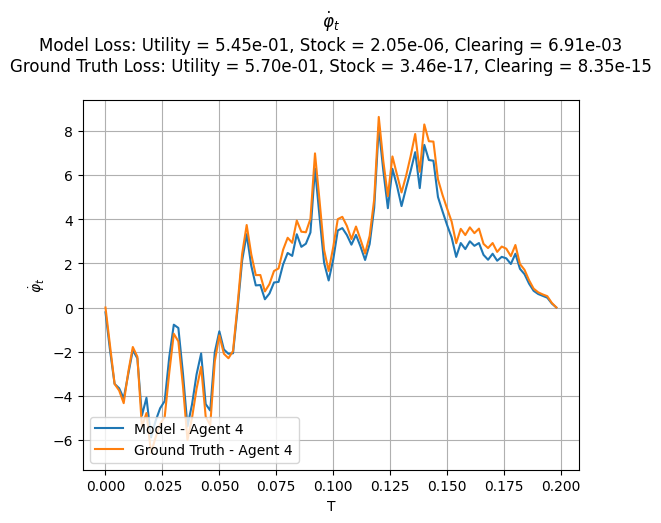 φ̇ₜ
Model Loss: Utility = 5.45e-01, Stock = 2.05e-06, Clearing = 6.91e-03
Ground Truth Loss: Utility = 5.70e-01, Stock = 3.46e-17, Clearing = 8.35e-15
φ̇ₜ
8
6
4
2
0
−2
−4
−6
Model - Agent 4
Ground Truth - Agent 4
0.000 0.025 0.050 0.075 0.100 0.125 0.150 0.175 0.200
T